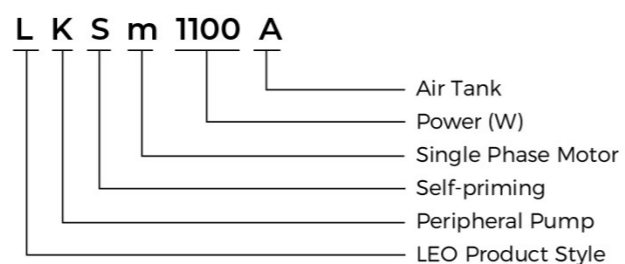 L K S m 1100 A
Air Tank
Power (W)
Single Phase Motor
Self-priming
Peripheral Pump
LEO Product Style